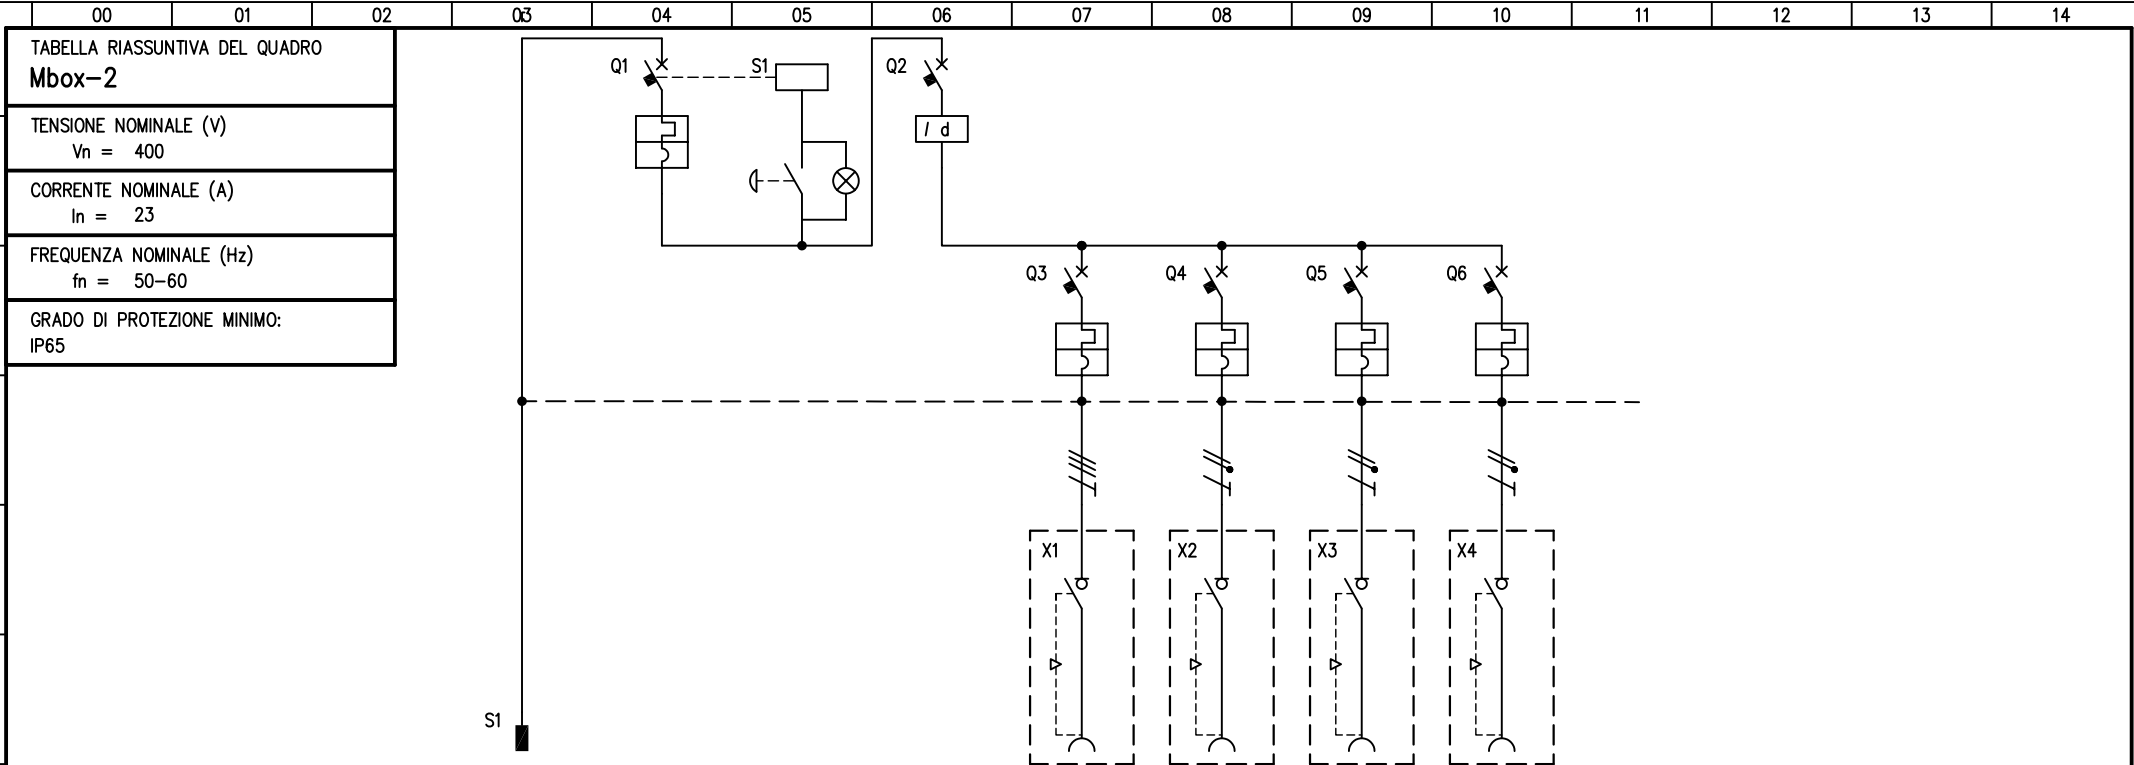 00 01 02 03 04 05 06 07 08 09 10 11 12 13 14
TABELLA RIASSUNTIVA DEL QUADRO
Mbox-2
TENSIONE NOMINALE (V)
Vn = 400
CORRENTE NOMINALE (A)
In = 23
FREQUENZA NOMINALE (Hz)
fn = 50-60
GRADO DI PROTEZIONE MINIMO:
IP65
Q1 S1 Q2
I d
Q3 Q4 Q5 Q6
X1 X2 X3 X4
S1